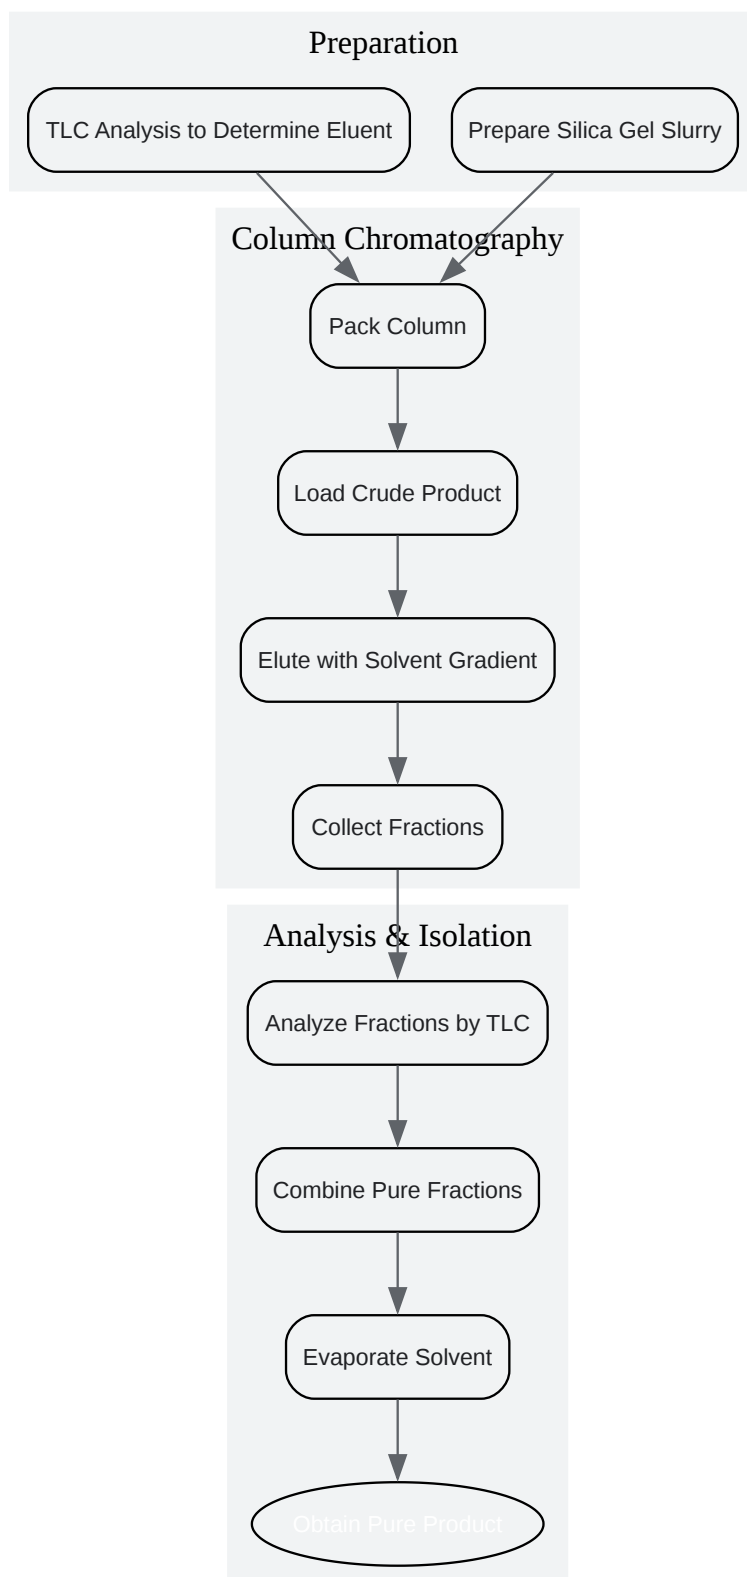 Preparation
TLC Analysis to Determine Eluent
Prepare Silica Gel Slurry
Column Chromatography
Pack Column
Load Crude Product
Elute with Solvent Gradient
Collect Fractions
Analysis & Isolation
Analyze Fractions by TLC
Combine Pure Fractions
Evaporate Solvent
Obtain Pure Product